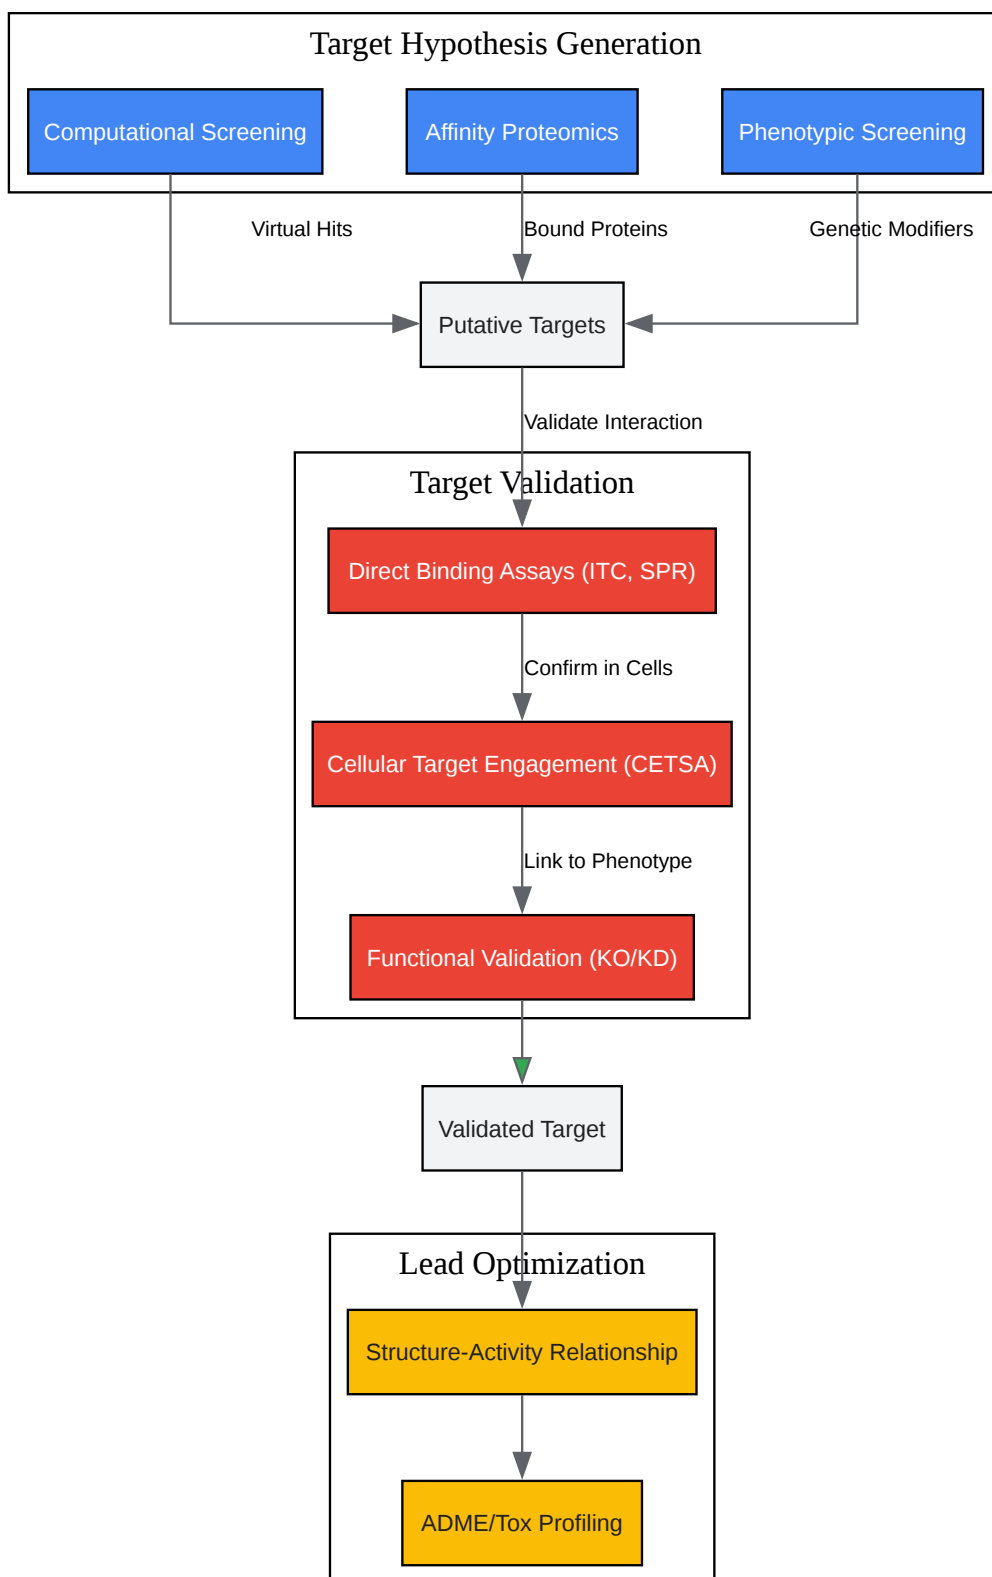 Target Hypothesis Generation
Computational Screening
Affinity Proteomics
Phenotypic Screening
Virtual Hits
Bound Proteins
Genetic Modifiers
Putative Targets
Validate Interaction
Target Validation
Direct Binding Assays (ITC, SPR)
Confirm in Cells
Cellular Target Engagement (CETSA)
Link to Phenotype
Functional Validation (KO/KD)
Validated Target
Lead Optimization
Structure-Activity Relationship
ADME/Tox Profiling